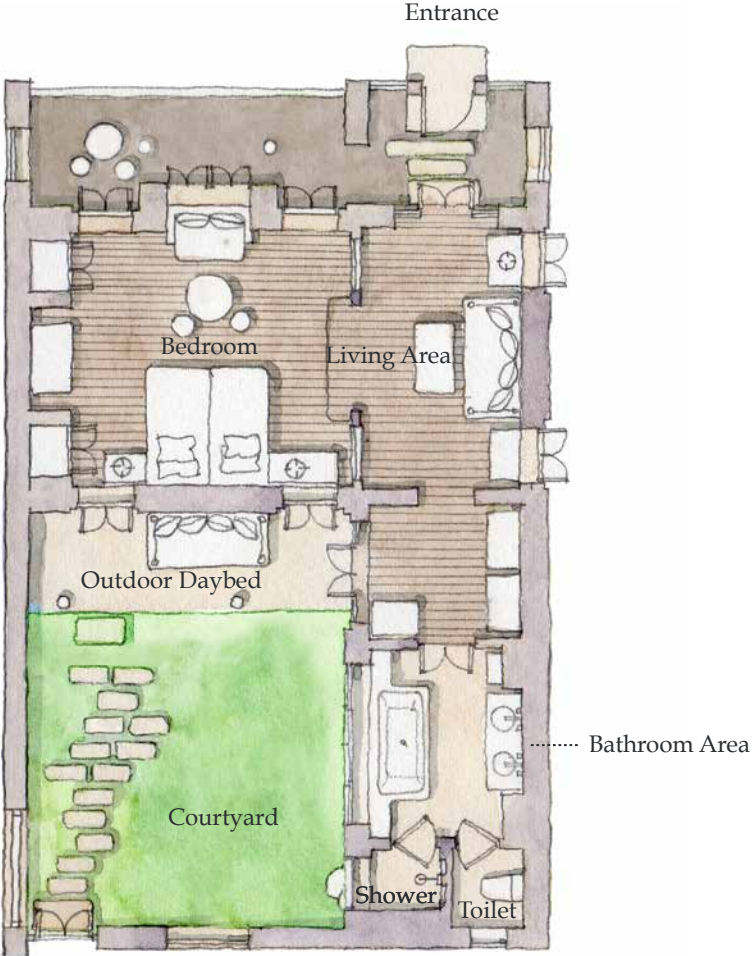 Entrance
Bedroom
Living Area
Outdoor Daybed
Bathroom Area
Courtyard
Shower
Toilet